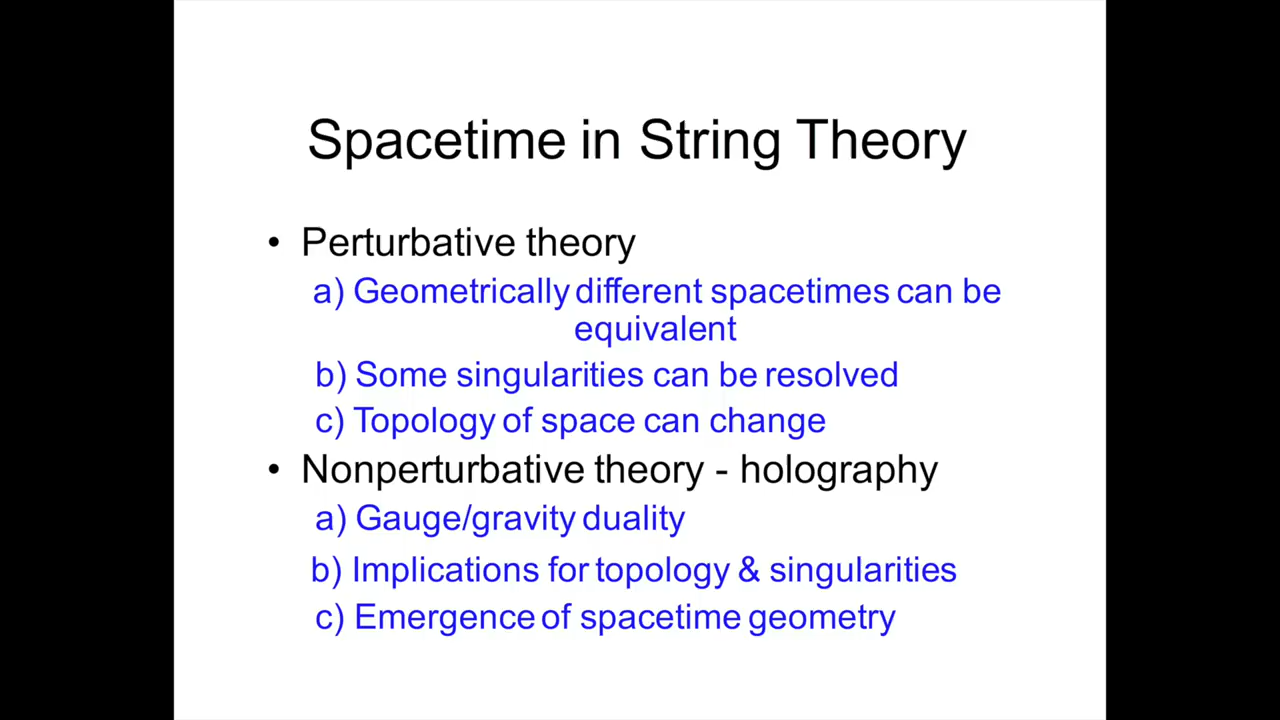 Spacetime in String Theory
• Perturbative theory
a) Geometrically different spacetimes can be
equivalent
b) Some singularities can be resolved
c) Topology of space can change
• Nonperturbative theory - holography
a) Gauge/gravity duality
b) Implications for topology & singularities
c) Emergence of spacetime geometry